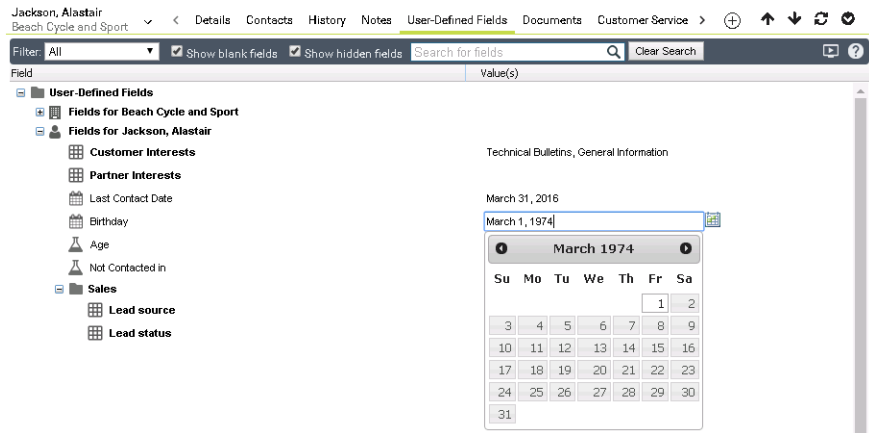 Jackson, Alastair
Beach Cycle and Sport
Details Contacts History Notes User-Defined Fields Documents Customer Service
Filter: All Show blank fields Show hidden fields Search for fields Clear Search
Field Value(s)
User-Defined Fields
Fields for Beach Cycle and Sport
Fields for Jackson, Alastair
Customer Interests Technical Bulletins, General Information
Partner Interests
Last Contact Date March 31, 2016
Birthday March 1, 1974
Age
Not Contacted in
Sales
Lead source
Lead status
March 1974
Su Mo Tu We Th Fr Sa
1 2
3 4 5 6 7 8 9
10 11 12 13 14 15 16
17 18 19 20 21 22 23
24 25 26 27 28 29 30
31